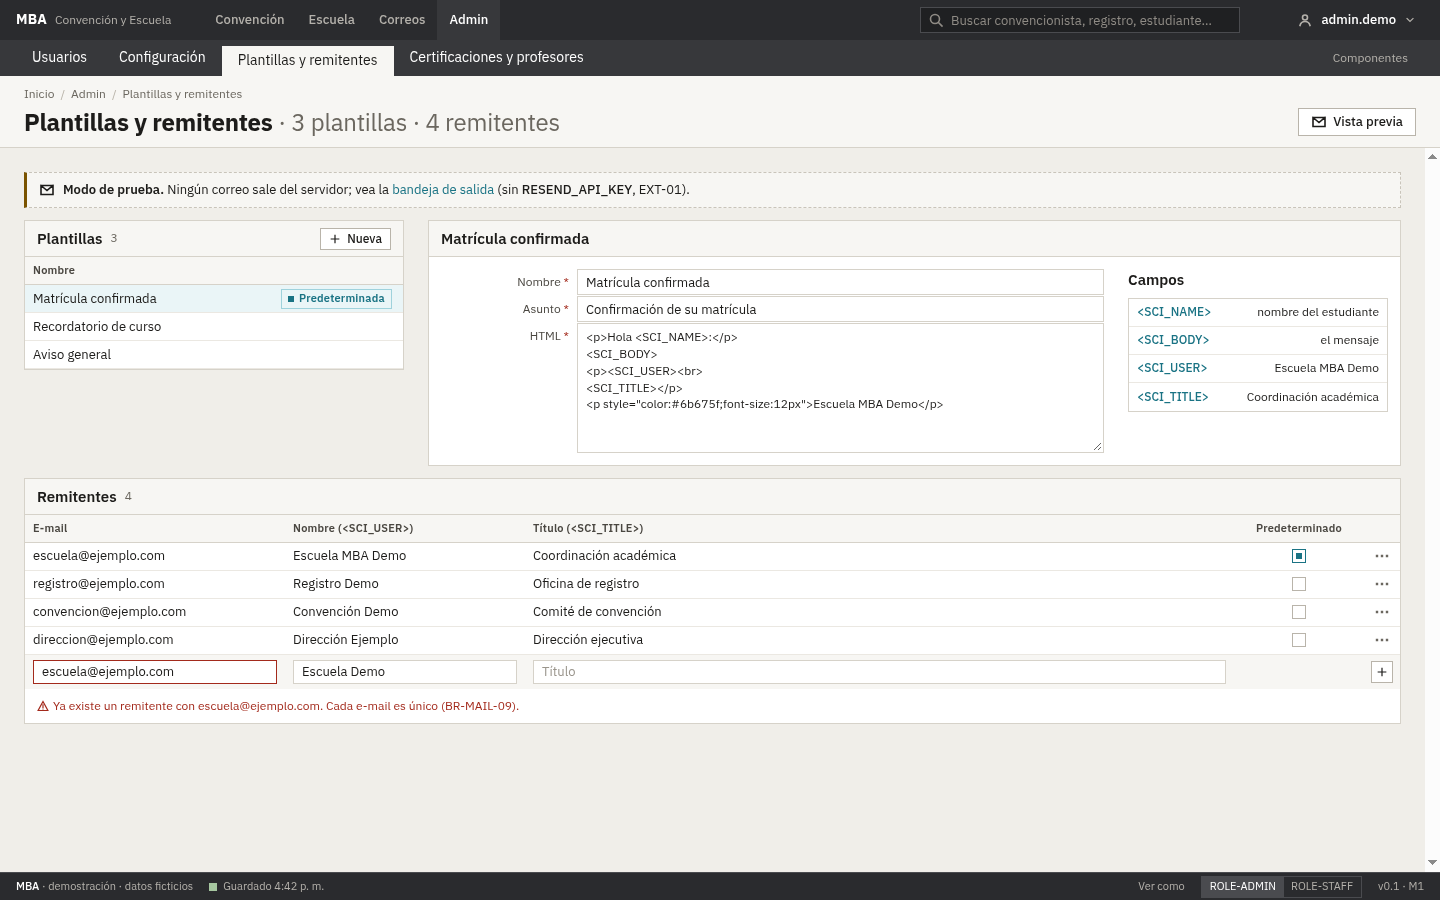 MBA Convención y Escuela Convención Escuela Correos Admin Buscar convencionista, registro, estudiante... admin.demo
Usuarios Configuración Plantillas y remitentes Certificaciones y profesores Componentes
Inicio / Admin / Plantillas y remitentes
Plantillas y remitentes · 3 plantillas · 4 remitentes Vista previa
Modo de prueba. Ningún correo sale del servidor; vea la bandeja de salida (sin RESEND_API_KEY, EXT-01).
Plantillas 3 + Nueva
Nombre
Matrícula confirmada Predeterminada
Recordatorio de curso
Aviso general
Matrícula confirmada
Nombre * Matrícula confirmada
Asunto * Confirmación de su matrícula
HTML * <p>Hola <SCI_NAME>:</p>
<SCI_BODY>
<p><SCI_USER><br>
<SCI_TITLE></p>
<p style="color:#6b675f;font-size:12px">Escuela MBA Demo</p>
Campos
<SCI_NAME> nombre del estudiante
<SCI_BODY> el mensaje
<SCI_USER> Escuela MBA Demo
<SCI_TITLE> Coordinación académica
Remitentes 4
E-mail Nombre (<SCI_USER>) Título (<SCI_TITLE>) Predeterminado
escuela@ejemplo.com Escuela MBA Demo Coordinación académica
registro@ejemplo.com Registro Demo Oficina de registro
convencion@ejemplo.com Convención Demo Comité de convención
direccion@ejemplo.com Dirección Ejemplo Dirección ejecutiva
escuela@ejemplo.com Escuela Demo Título +
Ya existe un remitente con escuela@ejemplo.com. Cada e-mail es único (BR-MAIL-09).
MBA · demostración · datos ficticios Guardado 4:42 p. m. Ver como ROLE-ADMIN ROLE-STAFF v0.1 · M1